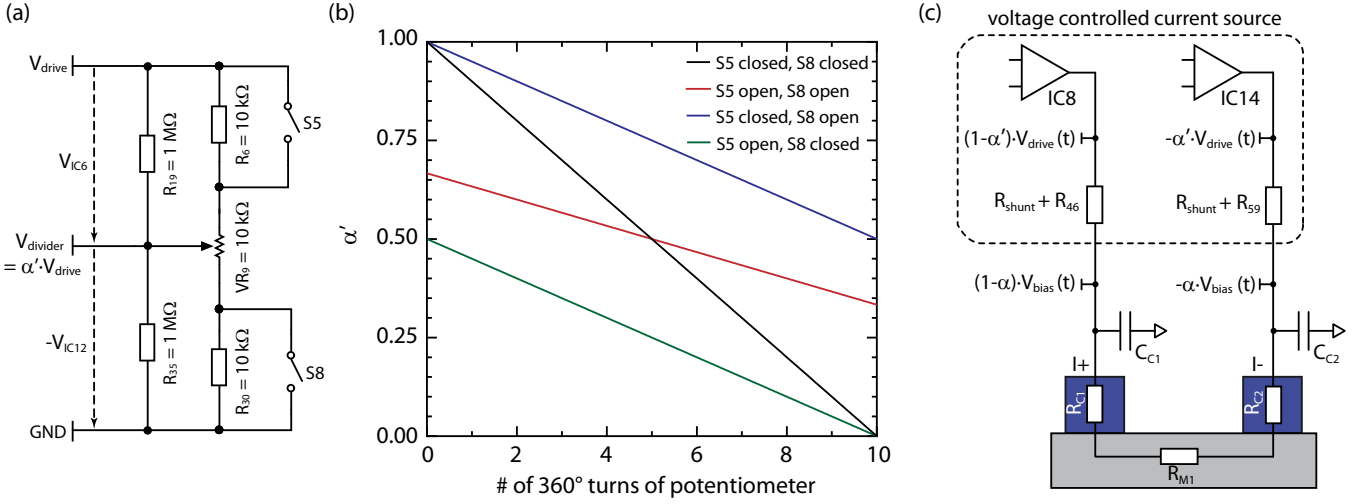 (a)
V_drive
R_6 = 10 kΩ
S5
R_19 = 1 MΩ
V_IC6
V_divider
= α'·V_drive
VR_9 = 10 kΩ
-V_IC12
R_35 = 1 MΩ
R_30 = 10 kΩ
S8
GND
(b)
1.00
0.75
0.50
0.25
0.00
α'
S5 closed, S8 closed
S5 open, S8 open
S5 closed, S8 open
S5 open, S8 closed
0 2 4 6 8 10
# of 360° turns of potentiometer
(c)
voltage controlled current source
IC8
IC14
(1-α')·V_drive (t)
-α'·V_drive (t)
R_shunt + R_46
R_shunt + R_59
(1-α)·V_bias (t)
-α·V_bias (t)
C_C1
C_C2
I+
I-
R_C1
R_C2
R_M1